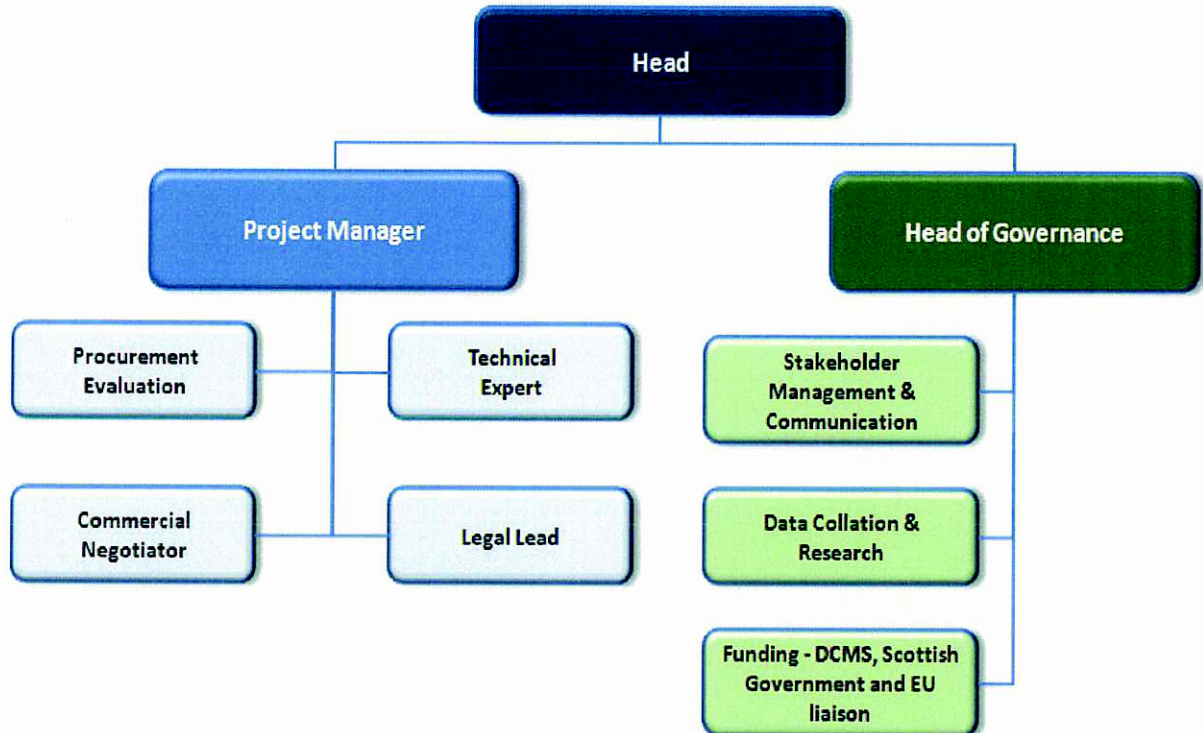 Head
Project Manager
Head of Governance
Procurement
Evaluation
Technical
Expert
Commercial
Negotiator
Legal Lead
Stakeholder
Management &
Communication
Data Collation &
Research
Funding - DCMS, Scottish
Government and EU
liaison